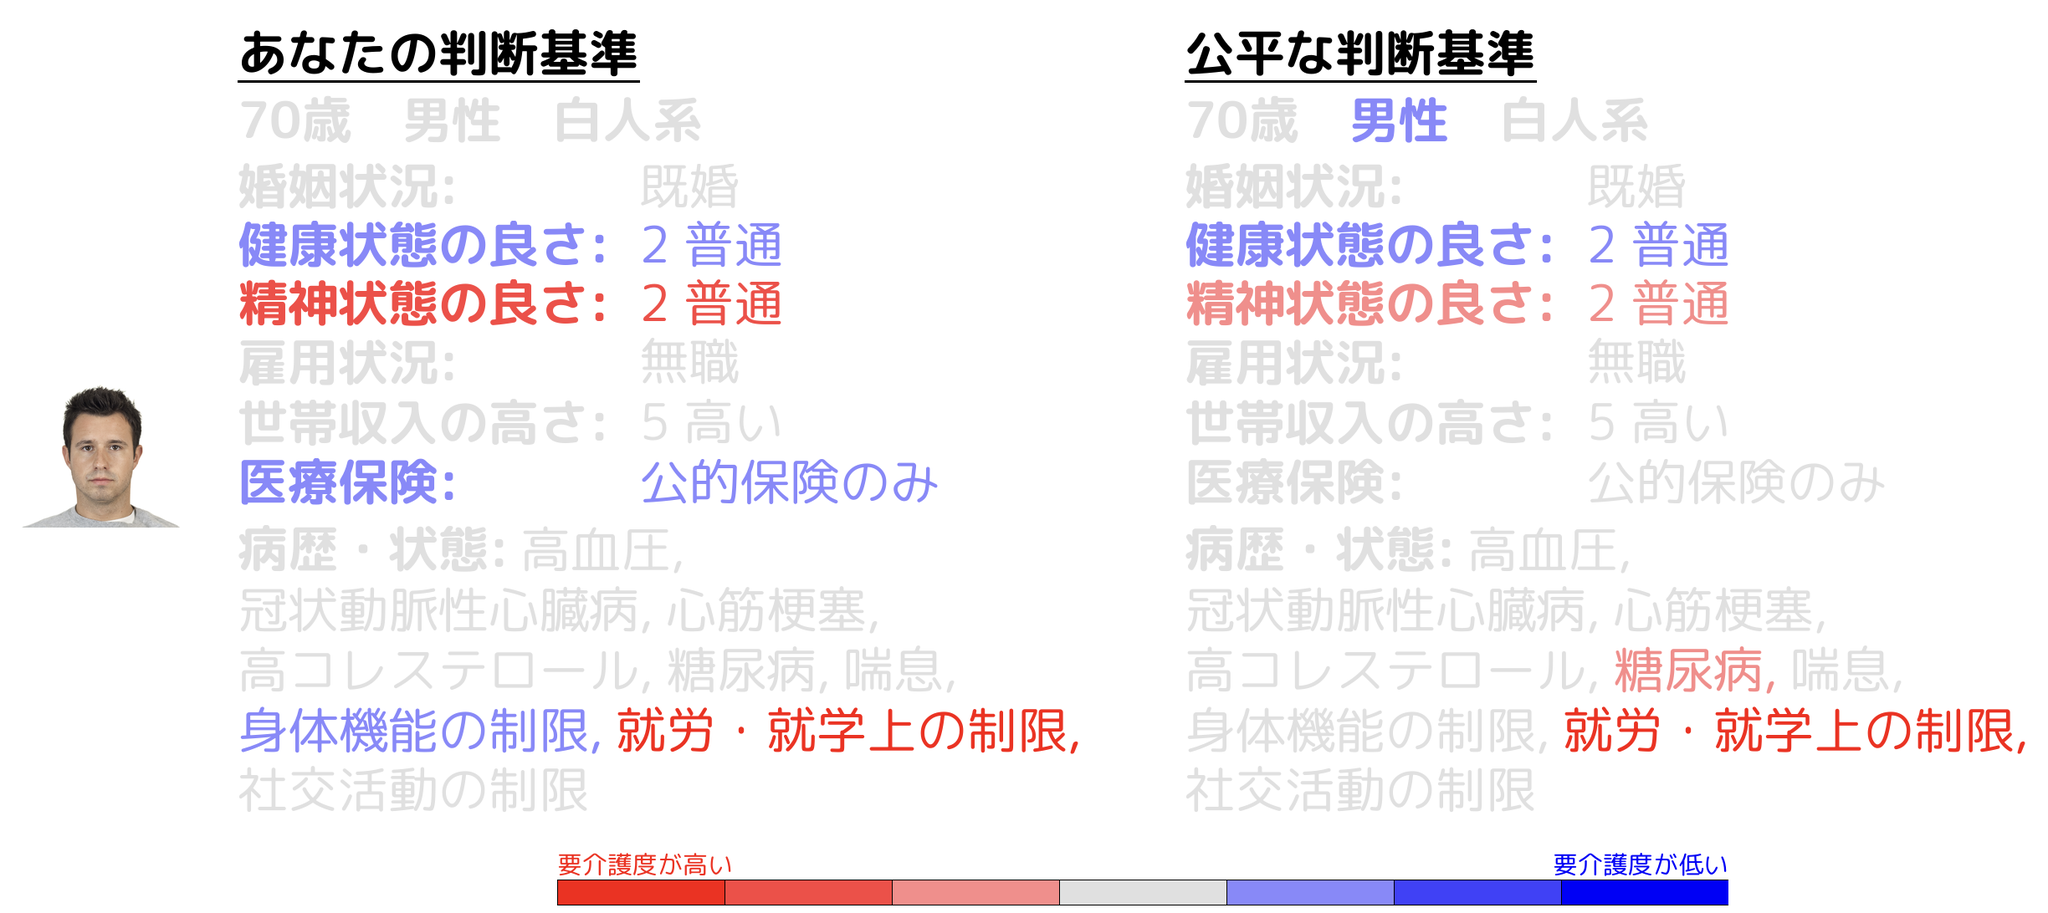 あなたの判断基準
70歳 男性 白人系
婚姻状況: 既婚
健康状態の良さ: 2 普通
精神状態の良さ: 2 普通
雇用状況: 無職
世帯収入の高さ: 5 高い
医療保険: 公的保険のみ
病歴・状態: 高血圧,
冠状動脈性心臓病, 心筋梗塞,
高コレステロール, 糖尿病, 喘息,
身体機能の制限, 就労・就学上の制限,
社交活動の制限
公平な判断基準
70歳 男性 白人系
婚姻状況: 既婚
健康状態の良さ: 2 普通
精神状態の良さ: 2 普通
雇用状況: 無職
世帯収入の高さ: 5 高い
医療保険: 公的保険のみ
病歴・状態: 高血圧,
冠状動脈性心臓病, 心筋梗塞,
高コレステロール, 糖尿病, 喘息,
身体機能の制限, 就労・就学上の制限,
社交活動の制限
要介護度が高い
要介護度が低い